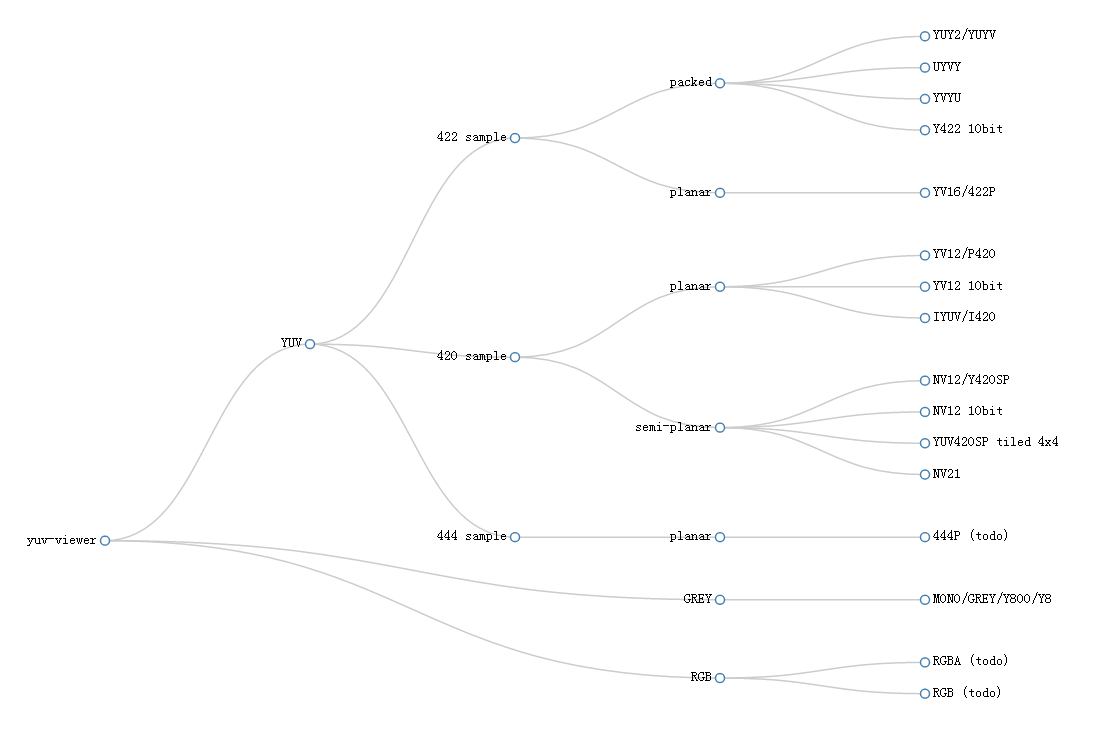 YUY2/YUYV
UYVY
packed
YVYU
Y422 10bit
422 sample
planar
YV16/422P
YV12/P420
planar
YV12 10bit
IYUV/I420
YUV
420 sample
NV12/Y420SP
NV12 10bit
semi-planar
YUV420SP tiled 4x4
NV21
444 sample
planar
444P (todo)
yuv-viewer
GREY
MONO/GREY/Y800/Y8
RGBA (todo)
RGB
RGB (todo)